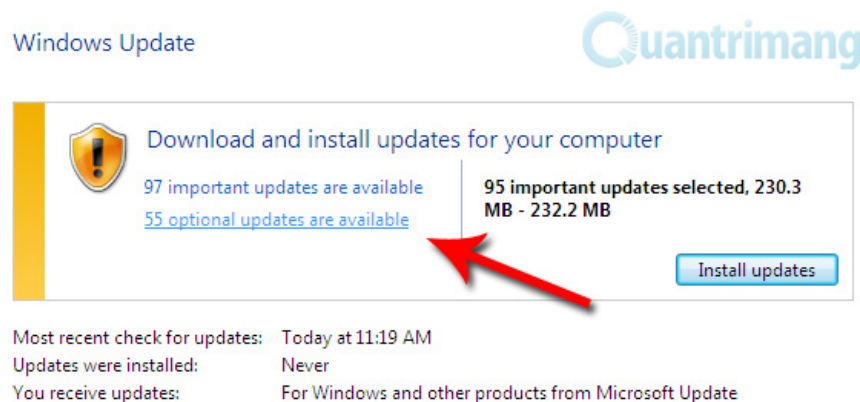 Windows Update
Quantrimang
Download and install updates for your computer
97 important updates are available
55 optional updates are available
95 important updates selected, 230.3
MB - 232.2 MB
Install updates
Most recent check for updates: Today at 11:19 AM
Updates were installed: Never
You receive updates: For Windows and other products from Microsoft Update